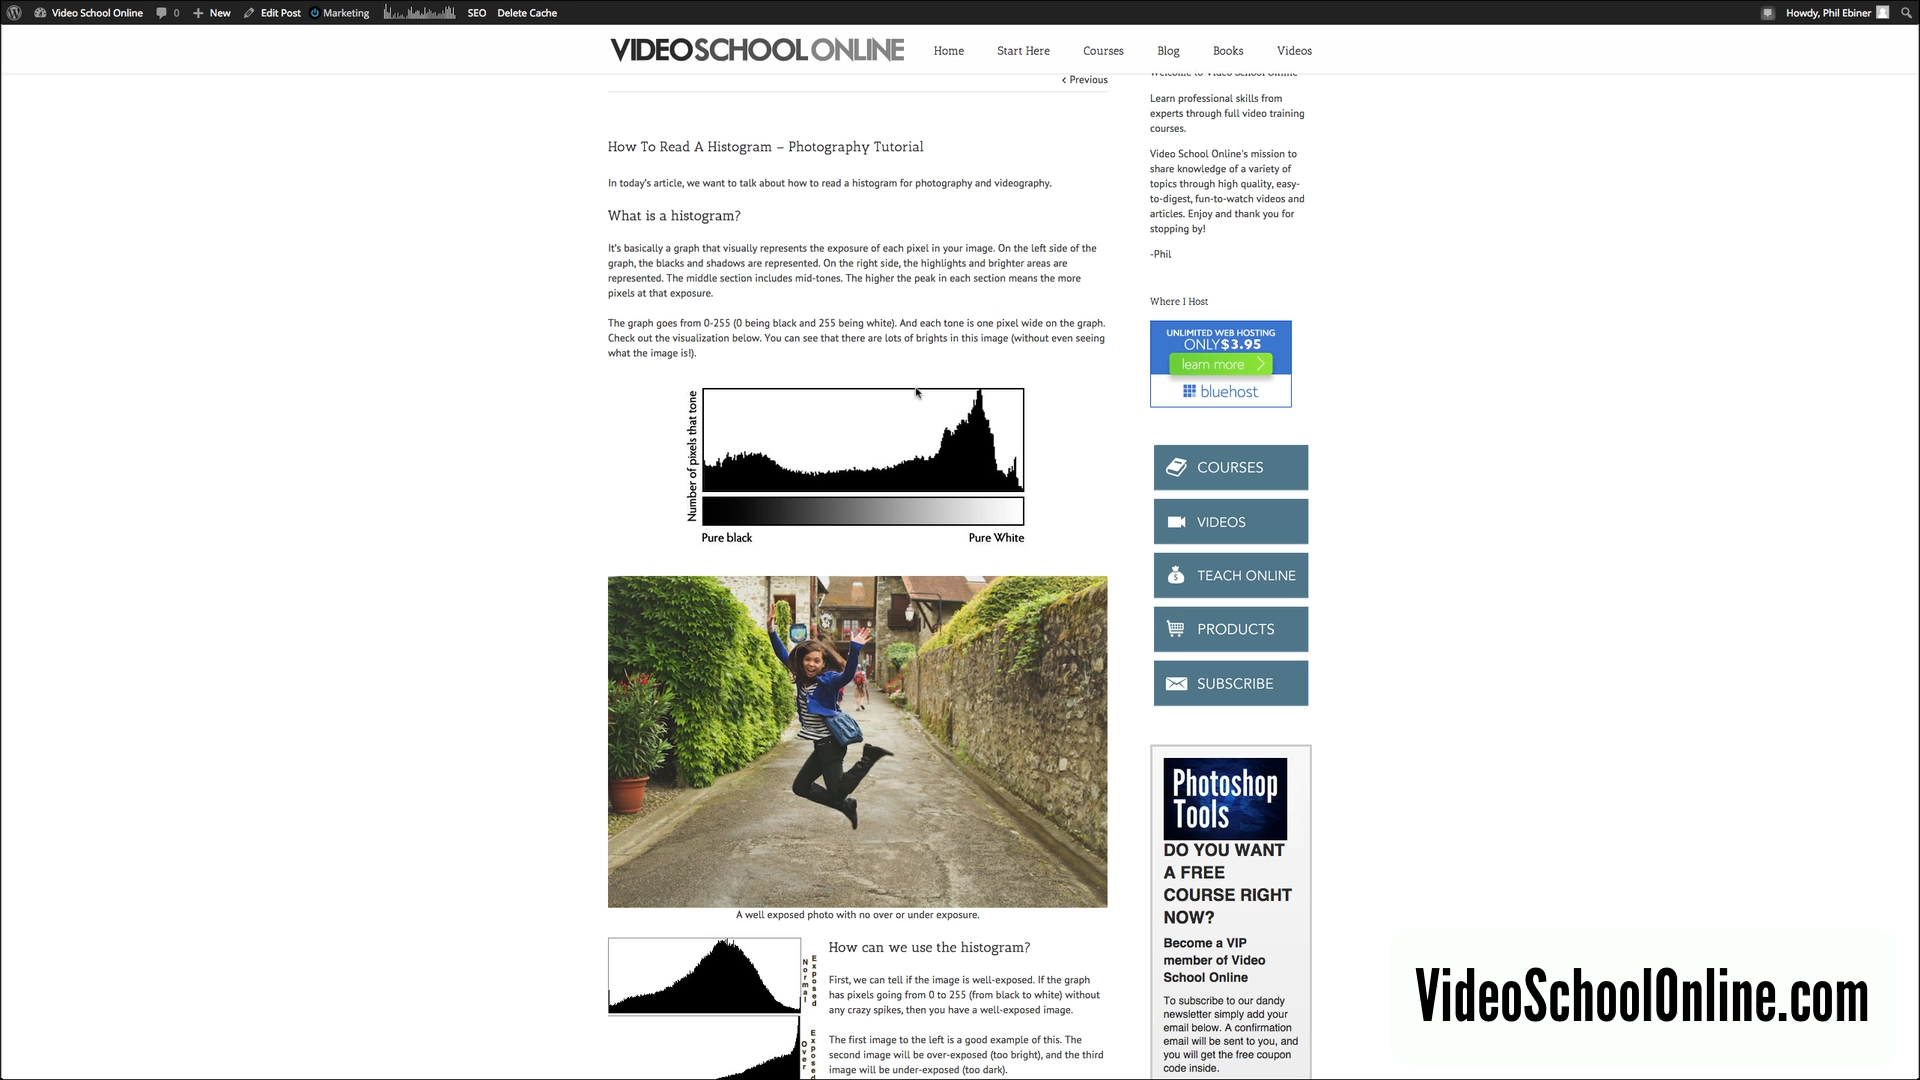 Video School Online 0 New Edit Post Marketing SEO Delete Cache Howdy, Phil Ebiner
VIDEOSCHOOLONLINE Home Start Here Courses Blog Books Videos
< Previous
How To Read A Histogram – Photography Tutorial
In today's article, we want to talk about how to read a histogram for photography and videography.
What is a histogram?
It's basically a graph that visually represents the exposure of each pixel in your image. On the left side of the
graph, the blacks and shadows are represented. On the right side, the highlights and brighter areas are
represented. The middle section includes mid-tones. The higher the peak in each section means the more
pixels at that exposure.
The graph goes from 0-255 (0 being black and 255 being white). And each tone is one pixel wide on the graph.
Check out the visualization below. You can see that there are lots of brights in this image (without even seeing
what the image is!).
Number of pixels that tone
Pure black Pure White
A well exposed photo with no over or under exposure.
Normal
Exposed
Over
Exposed
How can we use the histogram?
First, we can tell if the image is well-exposed. If the graph
has pixels going from 0 to 255 (from black to white) without
any crazy spikes, then you have a well-exposed image.
The first image to the left is a good example of this. The
second image will be over-exposed (too bright), and the third
image will be under-exposed (too dark).
Welcome to Video School Online
Learn professional skills from
experts through full video training
courses.
Video School Online's mission to
share knowledge of a variety of
topics through high quality, easy-
to-digest, fun-to-watch videos and
articles. Enjoy and thank you for
stopping by!
-Phil
Where I Host
UNLIMITED WEB HOSTING
ONLY $3.95
learn more >
bluehost
COURSES
VIDEOS
TEACH ONLINE
PRODUCTS
SUBSCRIBE
Photoshop
Tools
DO YOU WANT
A FREE
COURSE RIGHT
NOW?
Become a VIP
member of Video
School Online
To subscribe to our dandy
newsletter simply add your
email below. A confirmation
email will be sent to you, and
you will get the free coupon
code inside.
VideoSchoolOnline.com